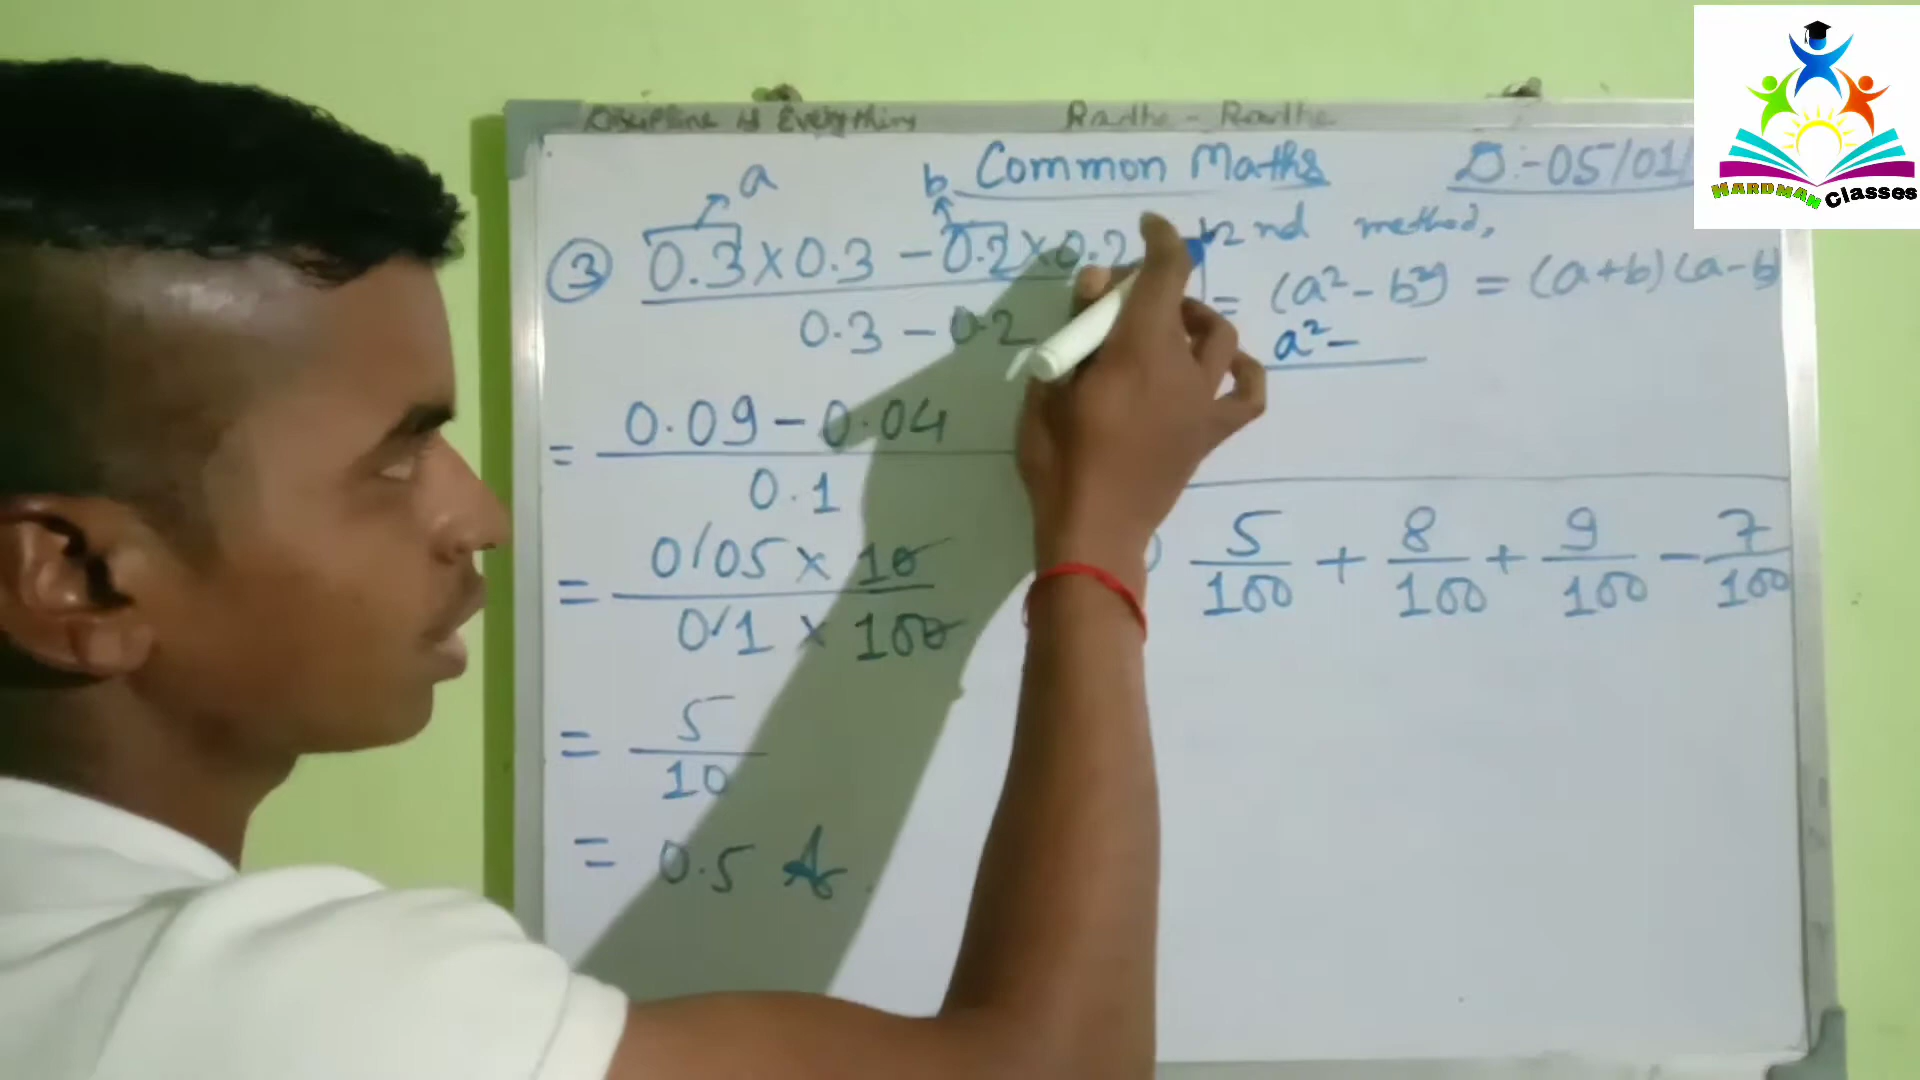 Discipline is Everything
Radhe - Radhe
Common Maths
D:-05/01/
HARDMAN Classes
a
b
③ 0.3×0.3 - 0.2×0.2
0.3 - 0.2
= 0.09 - 0.04
0.1
= 0/05 × 10
0/1 × 100
= 5
10
= 0.5
2nd method,
= (a² - b²) = (a+b)(a-b)
a² -
5/100 + 8/100 + 9/100 - 7/100